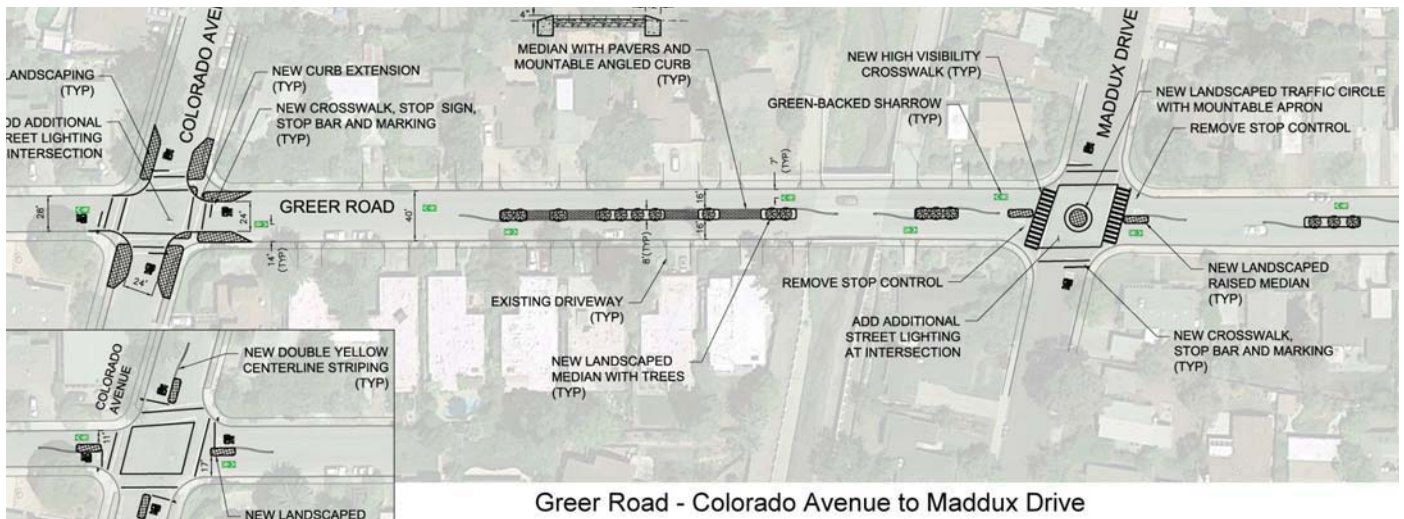 4"
COLORADO AVEN
LANDSCAPING
(TYP)
NEW CURB EXTENSION
(TYP)
NEW CROSSWALK, STOP SIGN,
STOP BAR AND MARKING
(TYP)
ADDITIONAL
STREET LIGHTING
INTERSECTION
MEDIAN WITH PAVERS AND
MOUNTABLE ANGLED CURB
(TYP)
NEW HIGH VISIBILITY
CROSSWALK (TYP)
GREEN-BACKED SHARROW
(TYP)
MADDUX DRIVE
NEW LANDSCAPED TRAFFIC CIRCLE
WITH MOUNTABLE APRON
REMOVE STOP CONTROL
28'
24'
GREER ROAD
40'
16'
16'
7'
(TYP)
14'
(TYP)
8'(TYP)
24'
EXISTING DRIVEWAY
(TYP)
NEW LANDSCAPED
MEDIAN WITH TREES
(TYP)
REMOVE STOP CONTROL
ADD ADDITIONAL
STREET LIGHTING
AT INTERSECTION
NEW LANDSCAPED
RAISED MEDIAN
(TYP)
NEW CROSSWALK,
STOP BAR AND MARKING
(TYP)
COLORADO
AVENUE
NEW DOUBLE YELLOW
CENTERLINE STRIPING
(TYP)
11'
17'
NEW LANDSCAPED
Greer Road - Colorado Avenue to Maddux Drive